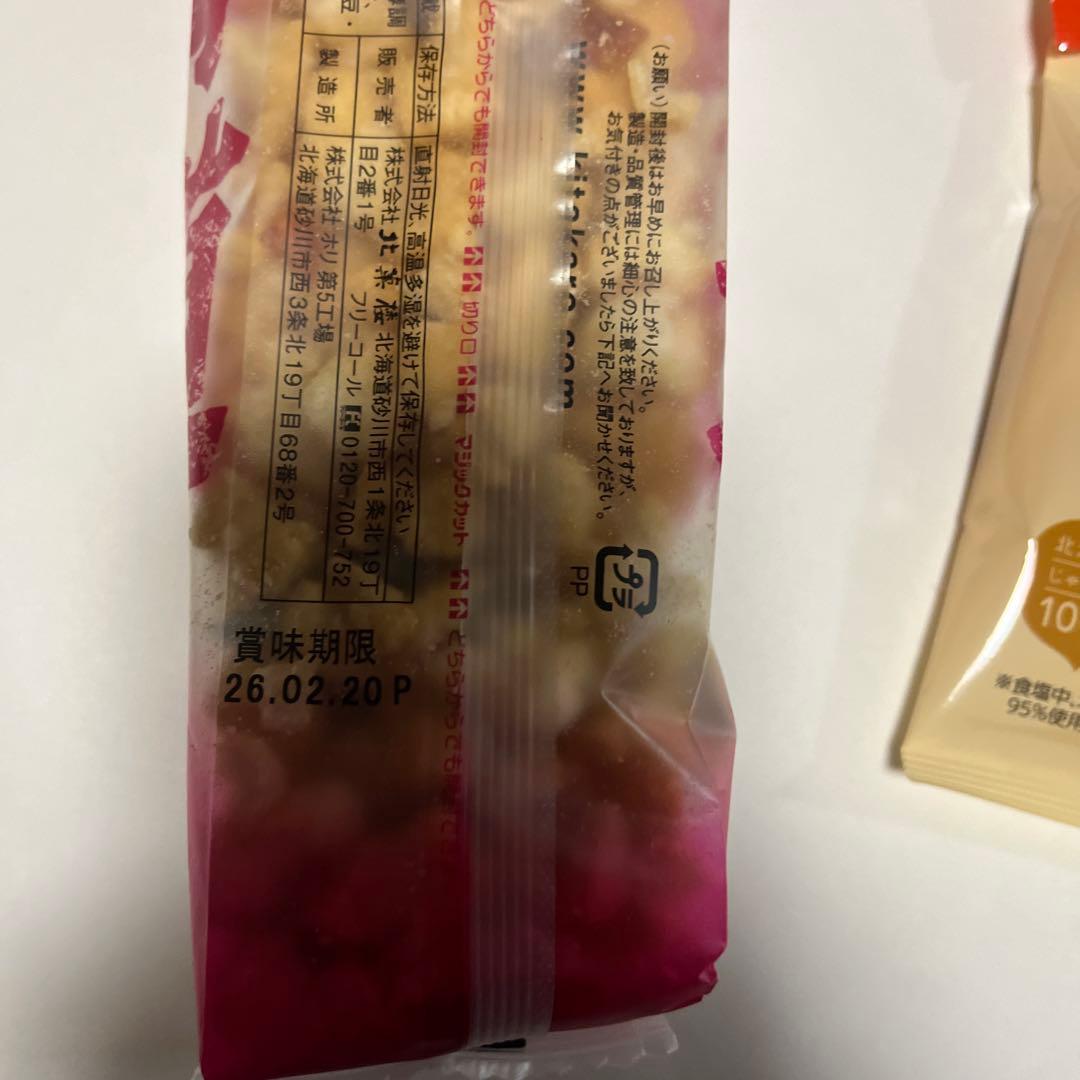 (お願い)開封後はお早めにお召し上がりください。
製造・品質管理には細心の注意を致しておりますが、
お気付きの点がございましたら下記へお聞かせください。
www.kitakaro.com
プラ
PP
どちらからでも開封できます。 切り口 マジックカット どちらからでも
保存方法 直射日光、高温多湿を避けて保存してください
販売者 株式会社 北菓楼 北海道砂川市西1条北19丁
目2番1号 フリーコール 0120-700-752
製造所 株式会社 ホリ 第5工場
北海道砂川市西3条北19丁目68番2号
賞味期限
26.02.20 P
北
じゃ
10
※食塩中、
95%使用